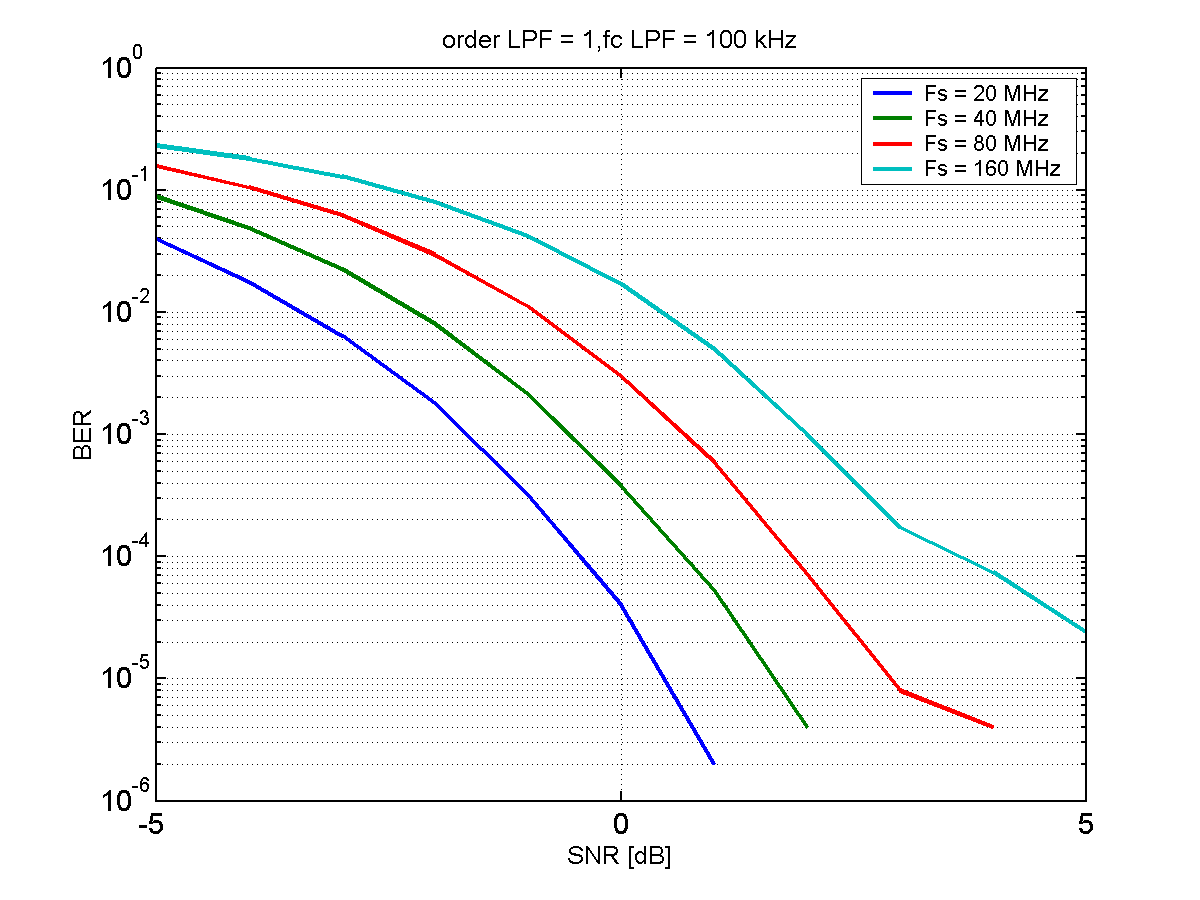 order LPF = 1,fc LPF = 100 kHz
10^0
10^-1
10^-2
10^-3
10^-4
10^-5
10^-6
BER
Fs = 20 MHz
Fs = 40 MHz
Fs = 80 MHz
Fs = 160 MHz
-5 0 5
SNR [dB]